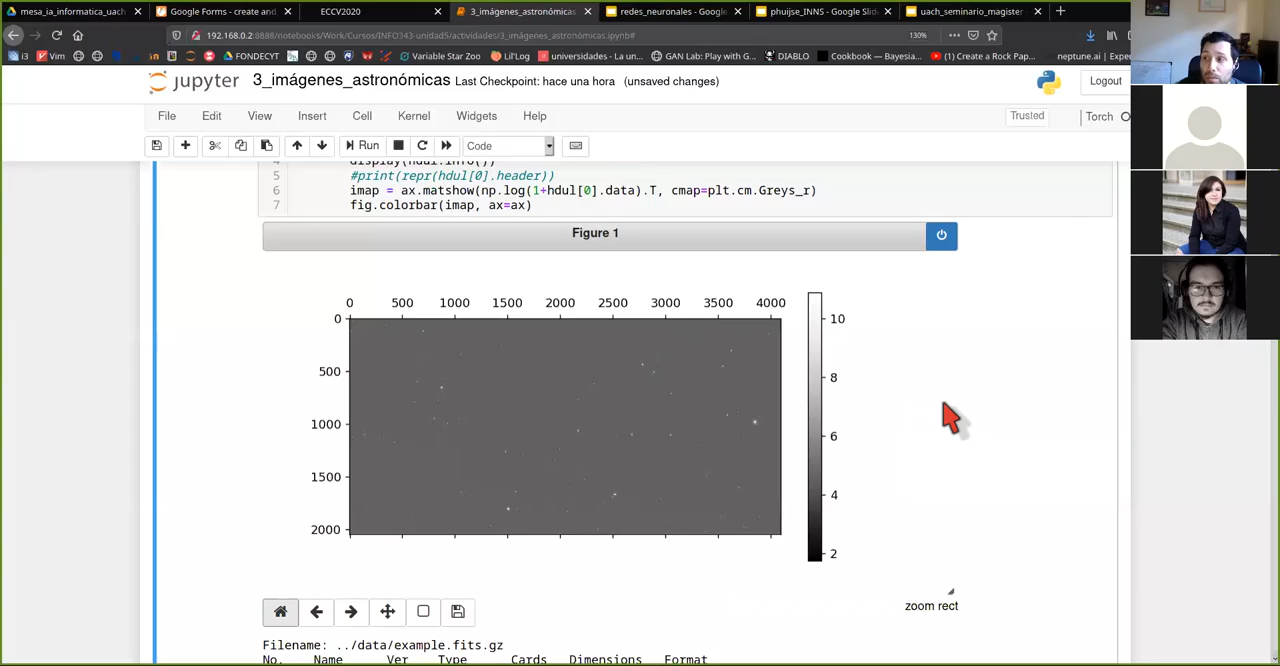 mesa_ia_informatica_uach
Google Forms - create and
ECCV2020
3_imágenes_astronómicas
redes_neuronales - Google
phuijse_INNS - Google Slid
uach_seminario_magister -
192.168.0.2:8888/notebooks/Work/Cursos/INFO343-unidad5/actividades/3_imágenes_astronómicas.ipynb#
130%
i3
Vim
FONDECYT
Variable Star Zoo
Lil'Log
universidades - La un...
GAN Lab: Play with G...
DIABLO
Cookbook — Bayesia...
(1) Create a Rock Pap...
neptune.ai | Exper
jupyter
3_imágenes_astronómicas
Last Checkpoint: hace una hora
(unsaved changes)
Logout
File
Edit
View
Insert
Cell
Kernel
Widgets
Help
Trusted
Torch
Run
Code
display(hdul.info())
5 #print(repr(hdul[0].header))
6 imap = ax.matshow(np.log(1+hdul[0].data).T, cmap=plt.cm.Greys_r)
7 fig.colorbar(imap, ax=ax)
Figure 1
0 500 1000 1500 2000 2500 3000 3500 4000
0
500
1000
1500
2000
10
8
6
4
2
zoom rect
Filename: ../data/example.fits.gz
No. Name Ver Type Cards Dimensions Format